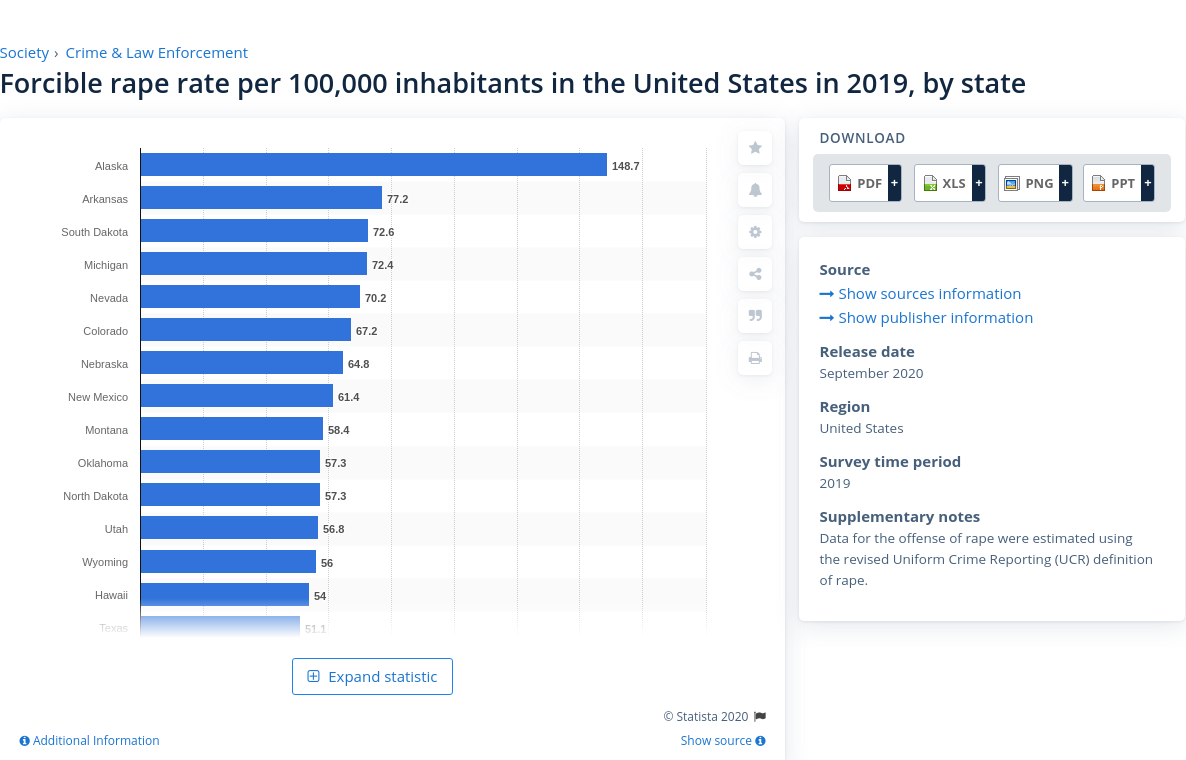 Society › Crime & Law Enforcement
Forcible rape rate per 100,000 inhabitants in the United States in 2019, by state
Alaska 148.7
Arkansas 77.2
South Dakota 72.6
Michigan 72.4
Nevada 70.2
Colorado 67.2
Nebraska 64.8
New Mexico 61.4
Montana 58.4
Oklahoma 57.3
North Dakota 57.3
Utah 56.8
Wyoming 56
Hawaii 54
Texas 51.1
Expand statistic
© Statista 2020
Additional Information
Show source
DOWNLOAD
PDF + XLS + PNG + PPT +
Source
Show sources information
Show publisher information
Release date
September 2020
Region
United States
Survey time period
2019
Supplementary notes
Data for the offense of rape were estimated using
the revised Uniform Crime Reporting (UCR) definition
of rape.